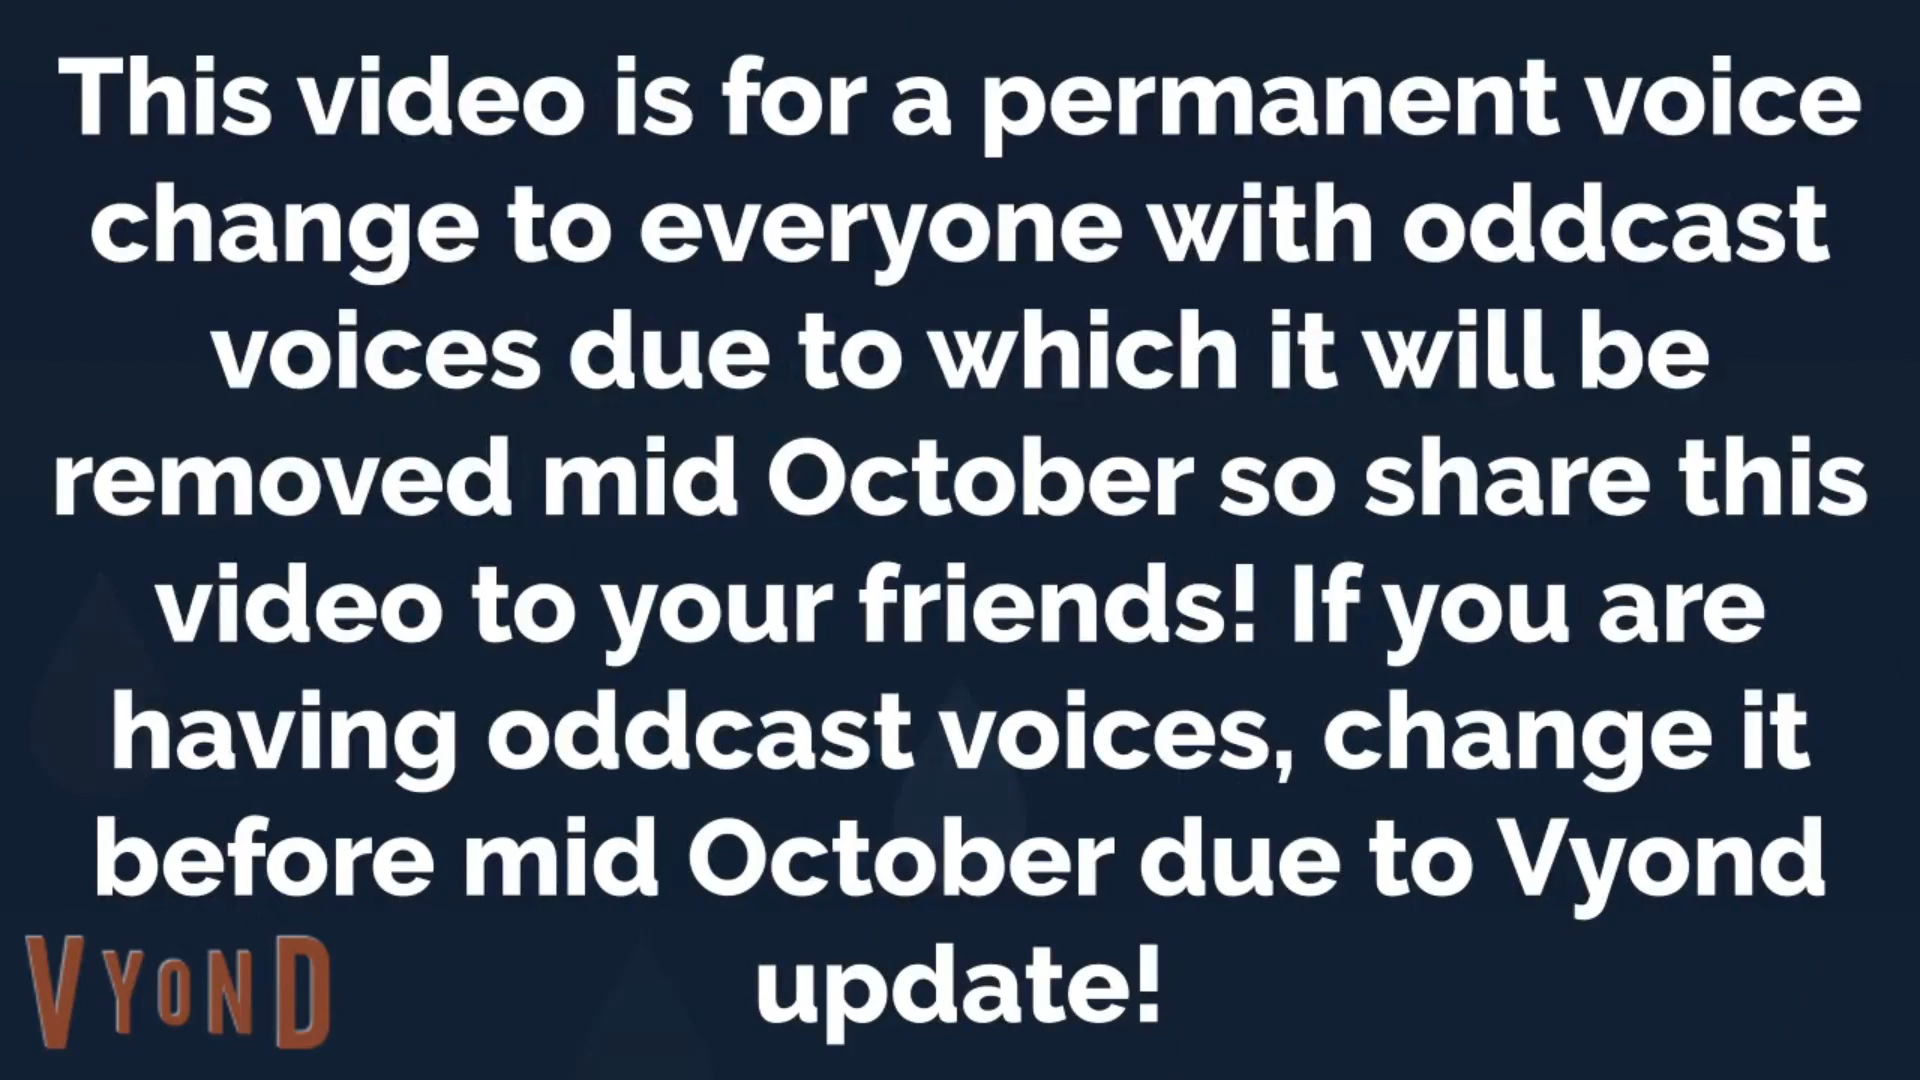 This video is for a permanent voice
change to everyone with oddcast
voices due to which it will be
removed mid October so share this
video to your friends! If you are
having oddcast voices, change it
before mid October due to Vyond
update!
VYOND